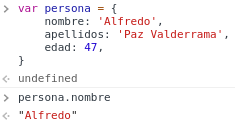 > var persona = {
nombre: 'Alfredo',
apellidos: 'Paz Valderrama',
edad: 47,
}
< undefined
> persona.nombre
< "Alfredo"